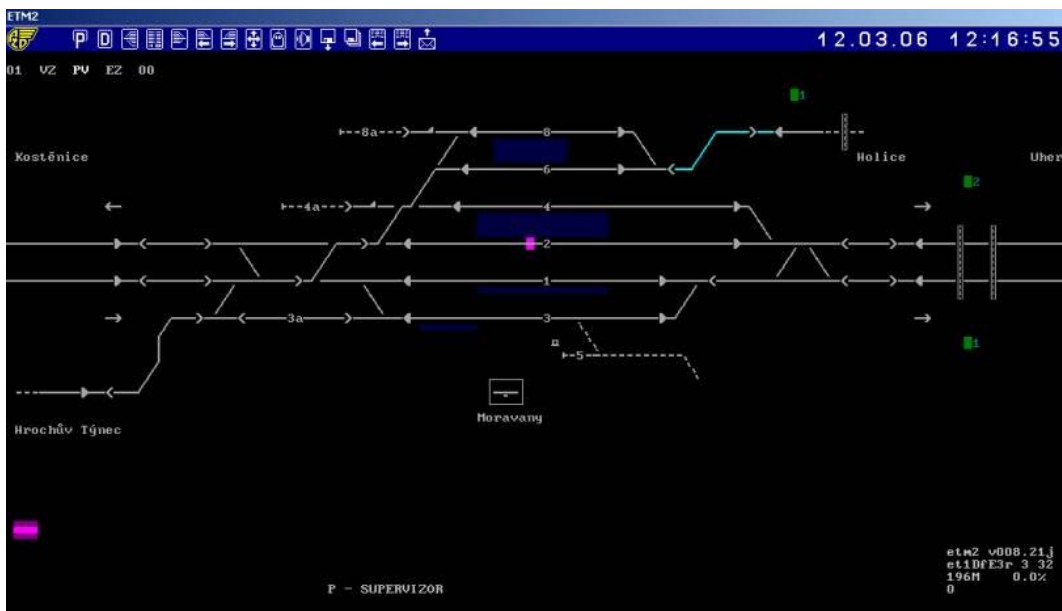 ETM2
P D 12.03.06 12:16:55
01 VZ PV EZ 00
1
8a 8
Kostěnice Holice Uher
6
2
4a 4
2
1
3a 3
1
5
Moravany
Hrochův Týnec
etm2 v008.21j
et1DfE3r 3 32
196M 0.0%
0
P - SUPERVIZOR